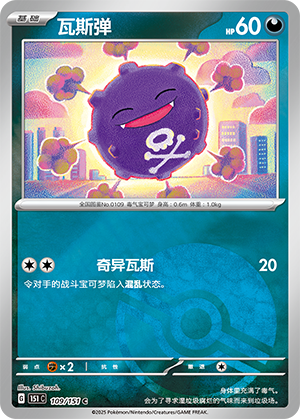 基础 瓦斯弹 HP60
全国图鉴No.0109 毒气宝可梦 身高：0.6m 体重：1.0kg
奇异瓦斯 20
令对手的战斗宝可梦陷入混乱状态。
弱点 ×2 抗性 撤退
Illus. Shibuzoh.
G 151 C 109/151 C
身体里充满了毒气。
会为了寻求湿垃圾腐烂的气味而来到垃圾场。
©2025 Pokémon/Nintendo/Creatures/GAME FREAK.